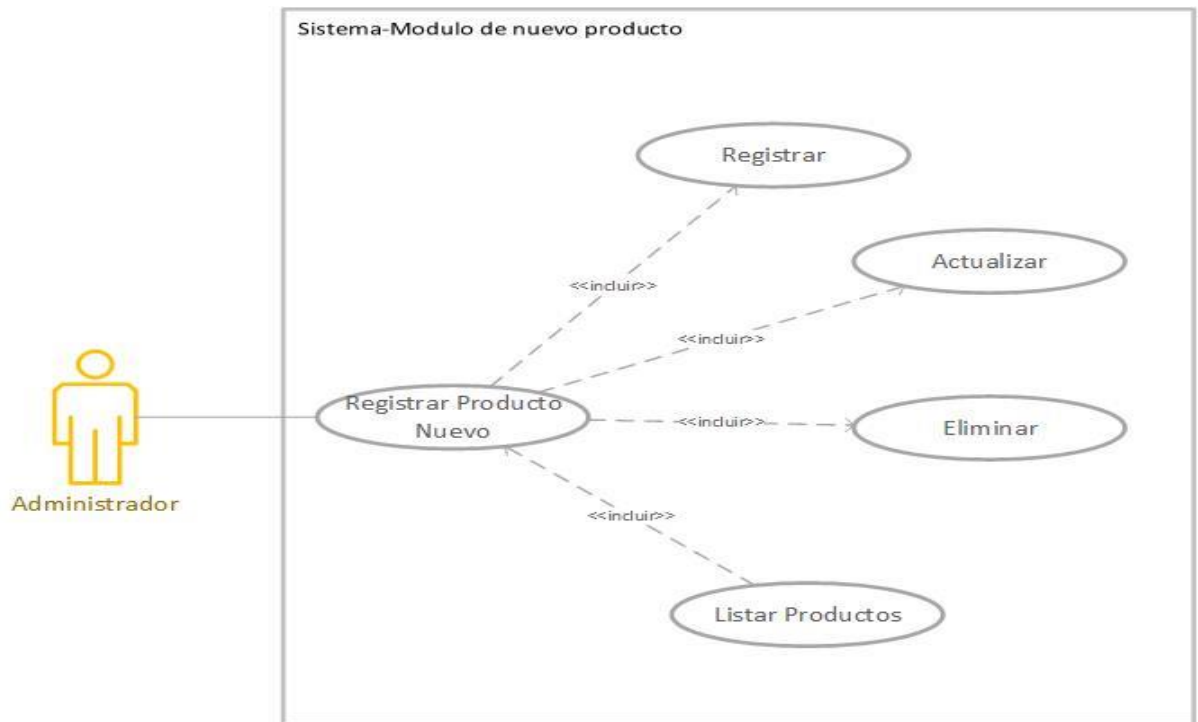 Sistema-Modulo de nuevo producto
Registrar
Actualizar
<<incluir>>
<<incluir>>
Registrar Producto
Nuevo
<<incluir>>
Eliminar
Administrador
<<incluir>>
Listar Productos